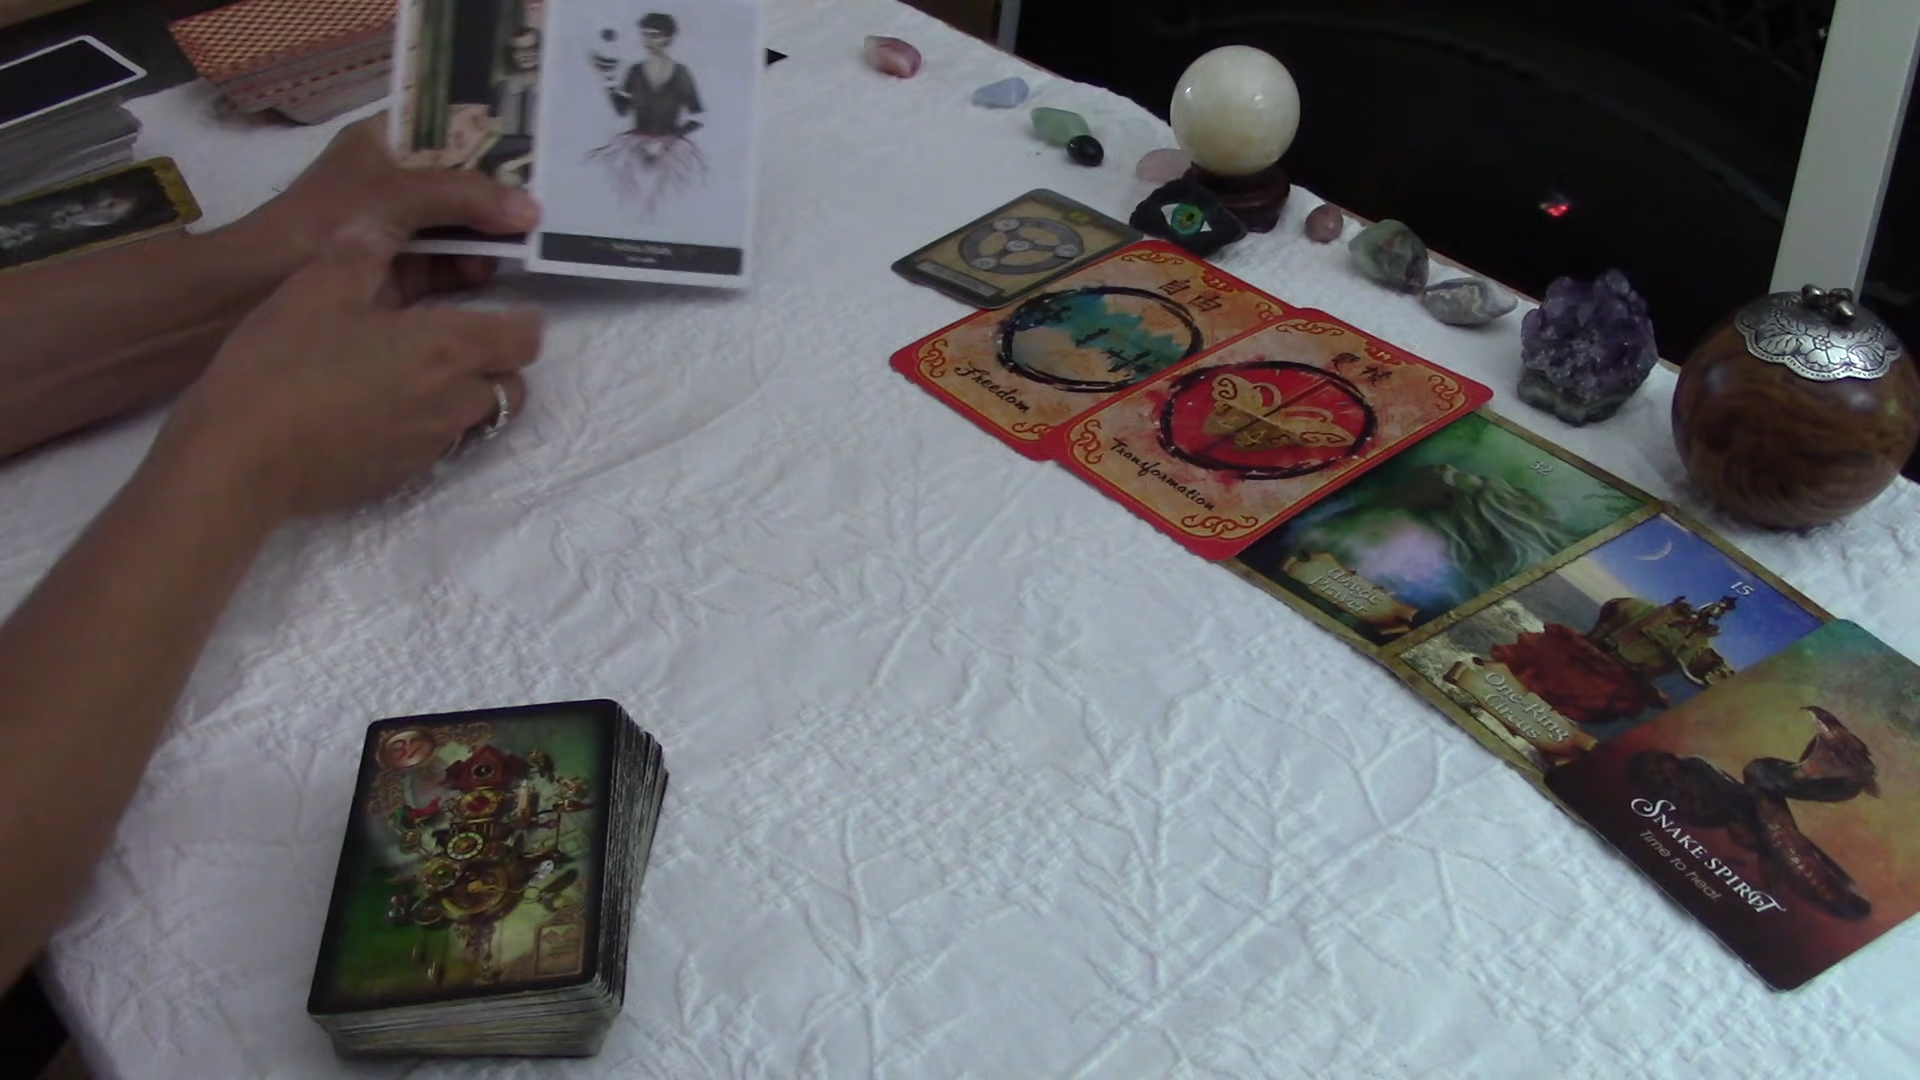 自由
Freedom
Transformation
32
Magic
Prayer
15
One-Ring
Circus
SNAKE SPIRIT
Time to heal